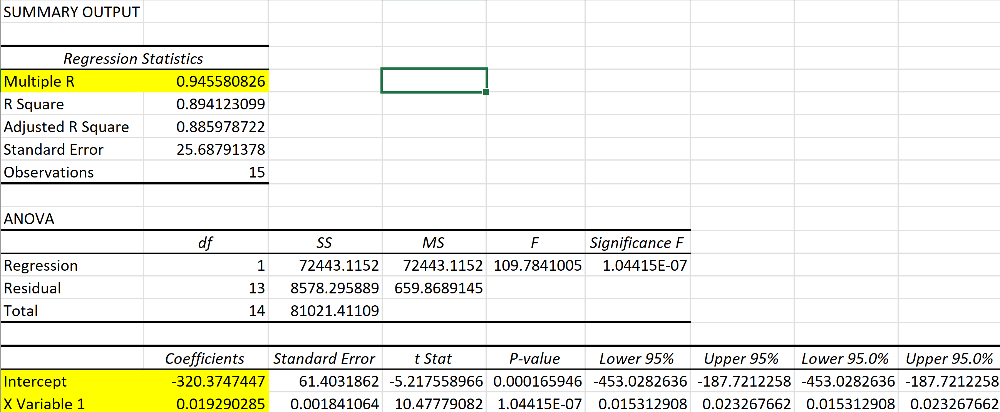 SUMMARY OUTPUT
Regression Statistics
Multiple R 0.945580826
R Square 0.894123099
Adjusted R Square 0.885978722
Standard Error 25.68791378
Observations 15
ANOVA
df SS MS F Significance F
Regression 1 72443.1152 72443.1152 109.7841005 1.04415E-07
Residual 13 8578.295889 659.8689145
Total 14 81021.41109
Coefficients Standard Error t Stat P-value Lower 95% Upper 95% Lower 95.0% Upper 95.0%
Intercept -320.3747447 61.4031862 -5.217558966 0.000165946 -453.0282636 -187.7212258 -453.0282636 -187.7212258
X Variable 1 0.019290285 0.001841064 10.47779082 1.04415E-07 0.015312908 0.023267662 0.015312908 0.023267662